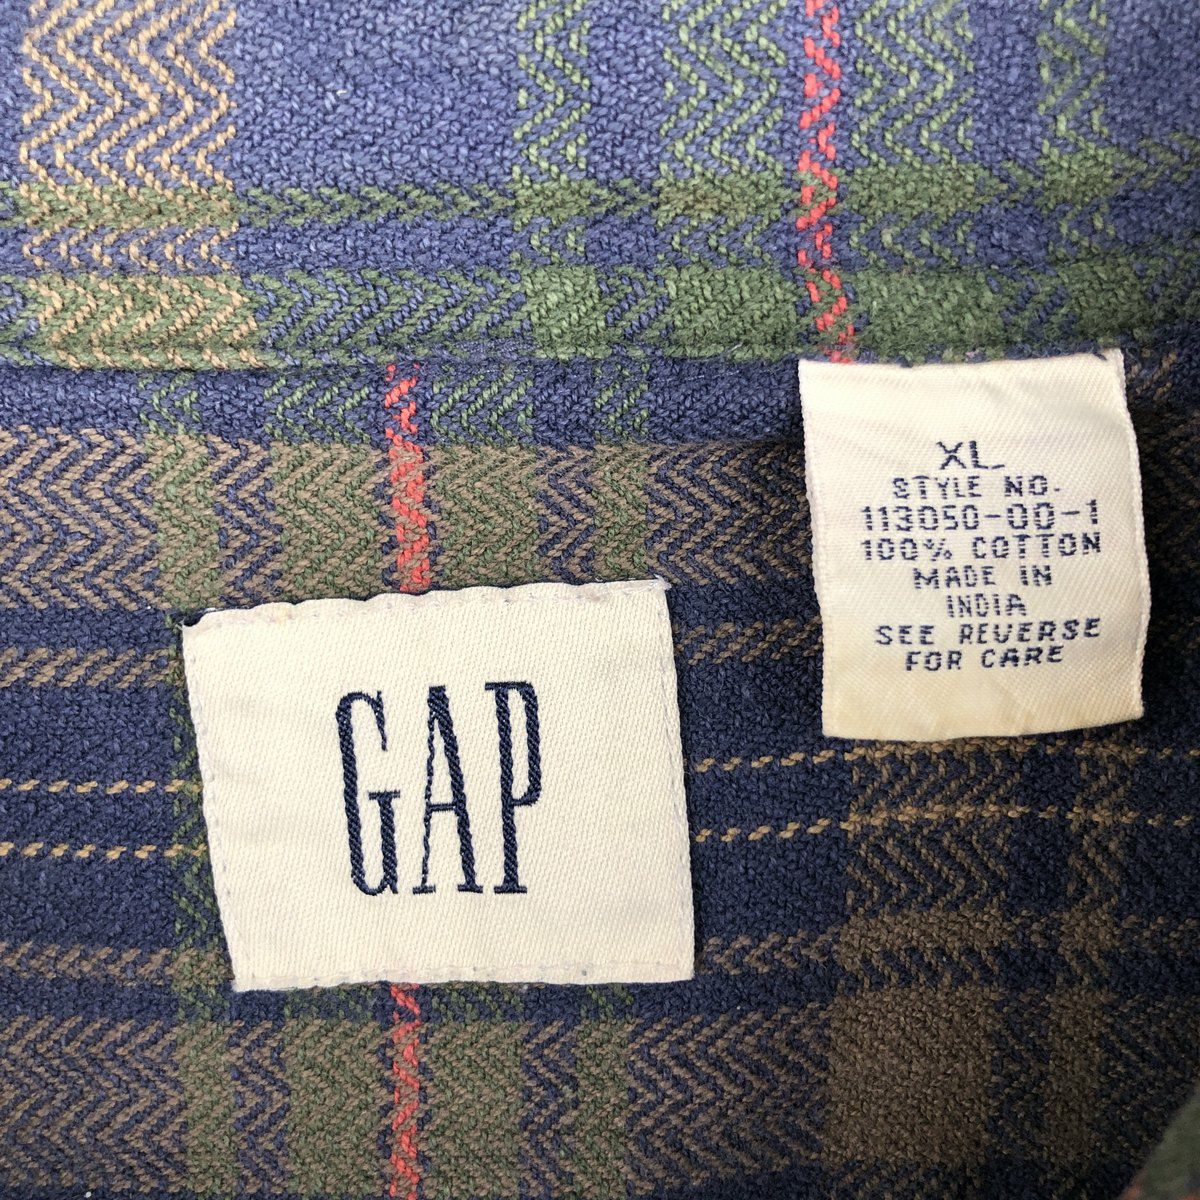 XL
STYLE NO.
113050-00-1
100% COTTON
MADE IN
INDIA
SEE REVERSE
FOR CARE
GAP